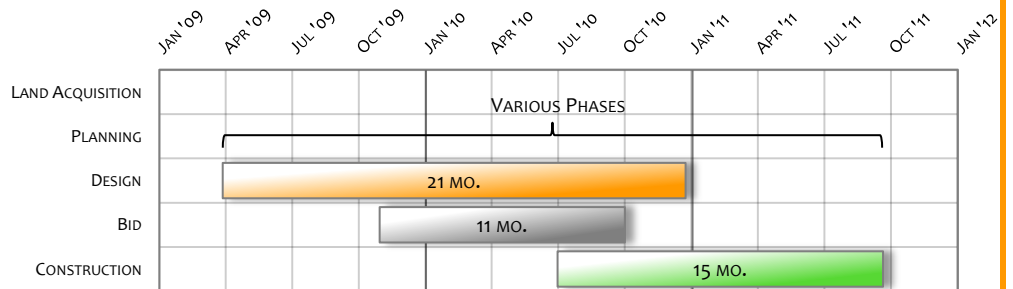 Jan '09 Apr '09 Jul '09 Oct '09 Jan '10 Apr '10 Jul '10 Oct '10 Jan '11 Apr '11 Jul '11 Oct '11 Jan '12
Land Acquisition
Various Phases
Planning
Design 21 mo.
Bid 11 mo.
Construction 15 mo.